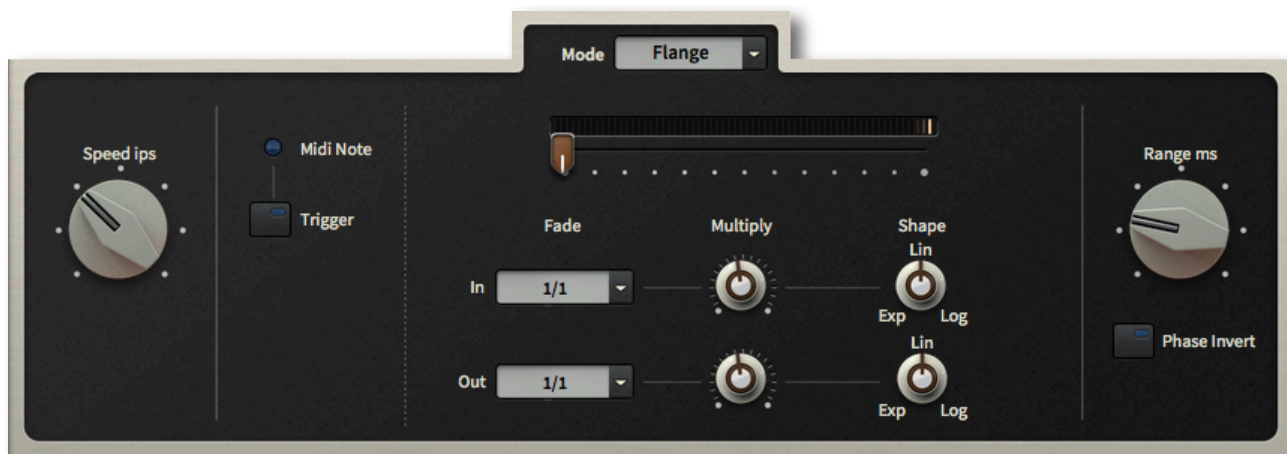 Mode Flange
Speed ips
Midi Note
Trigger
Range ms
Fade Multiply Shape
Lin
In 1/1
Exp Log
Lin
Out 1/1
Exp Log
Phase Invert